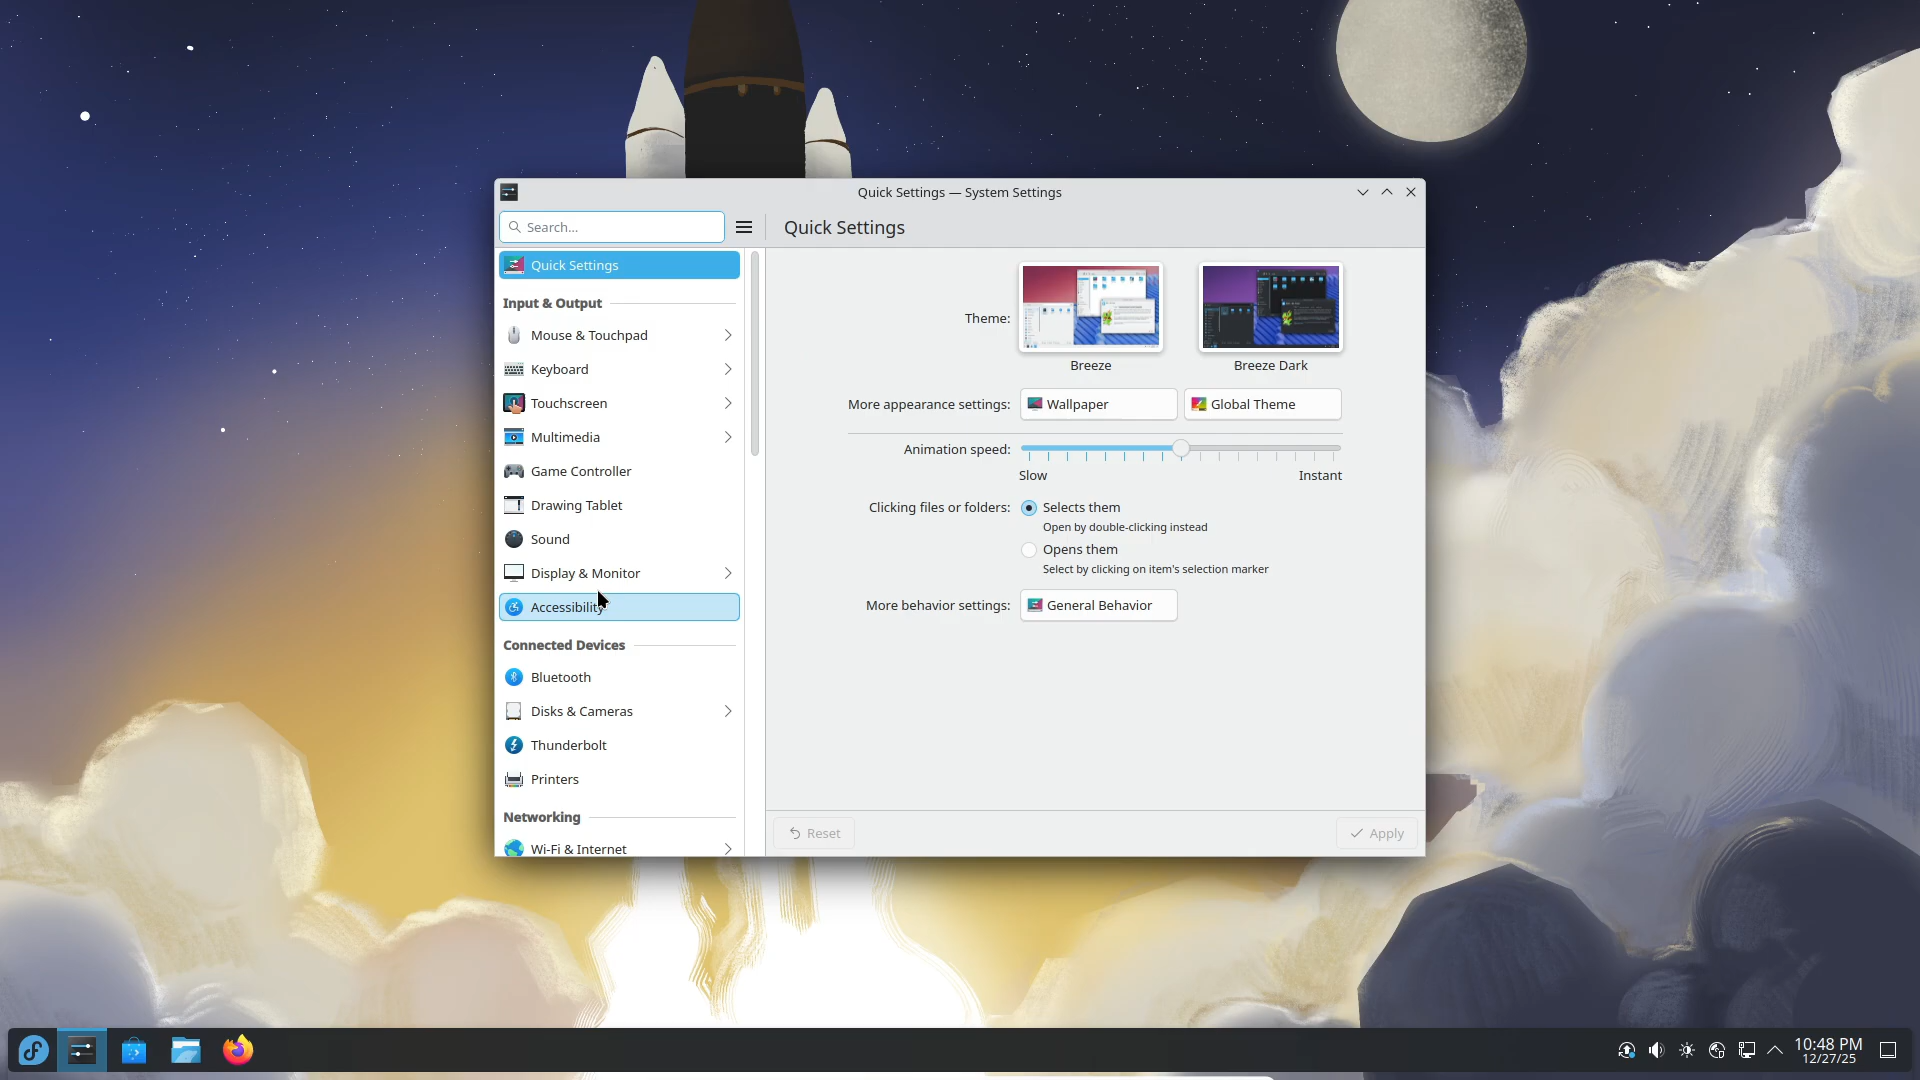 Quick Settings — System Settings
Search...
Quick Settings
Quick Settings
Input & Output
Mouse & Touchpad
Keyboard
Touchscreen
Multimedia
Game Controller
Drawing Tablet
Sound
Display & Monitor
Accessibility
Connected Devices
Bluetooth
Disks & Cameras
Thunderbolt
Printers
Networking
Wi-Fi & Internet
Theme:
Breeze
Breeze Dark
More appearance settings:
Wallpaper
Global Theme
Animation speed:
Slow
Instant
Clicking files or folders:
Selects them
Open by double-clicking instead
Opens them
Select by clicking on item's selection marker
More behavior settings:
General Behavior
Reset
Apply
10:48 PM
12/27/25